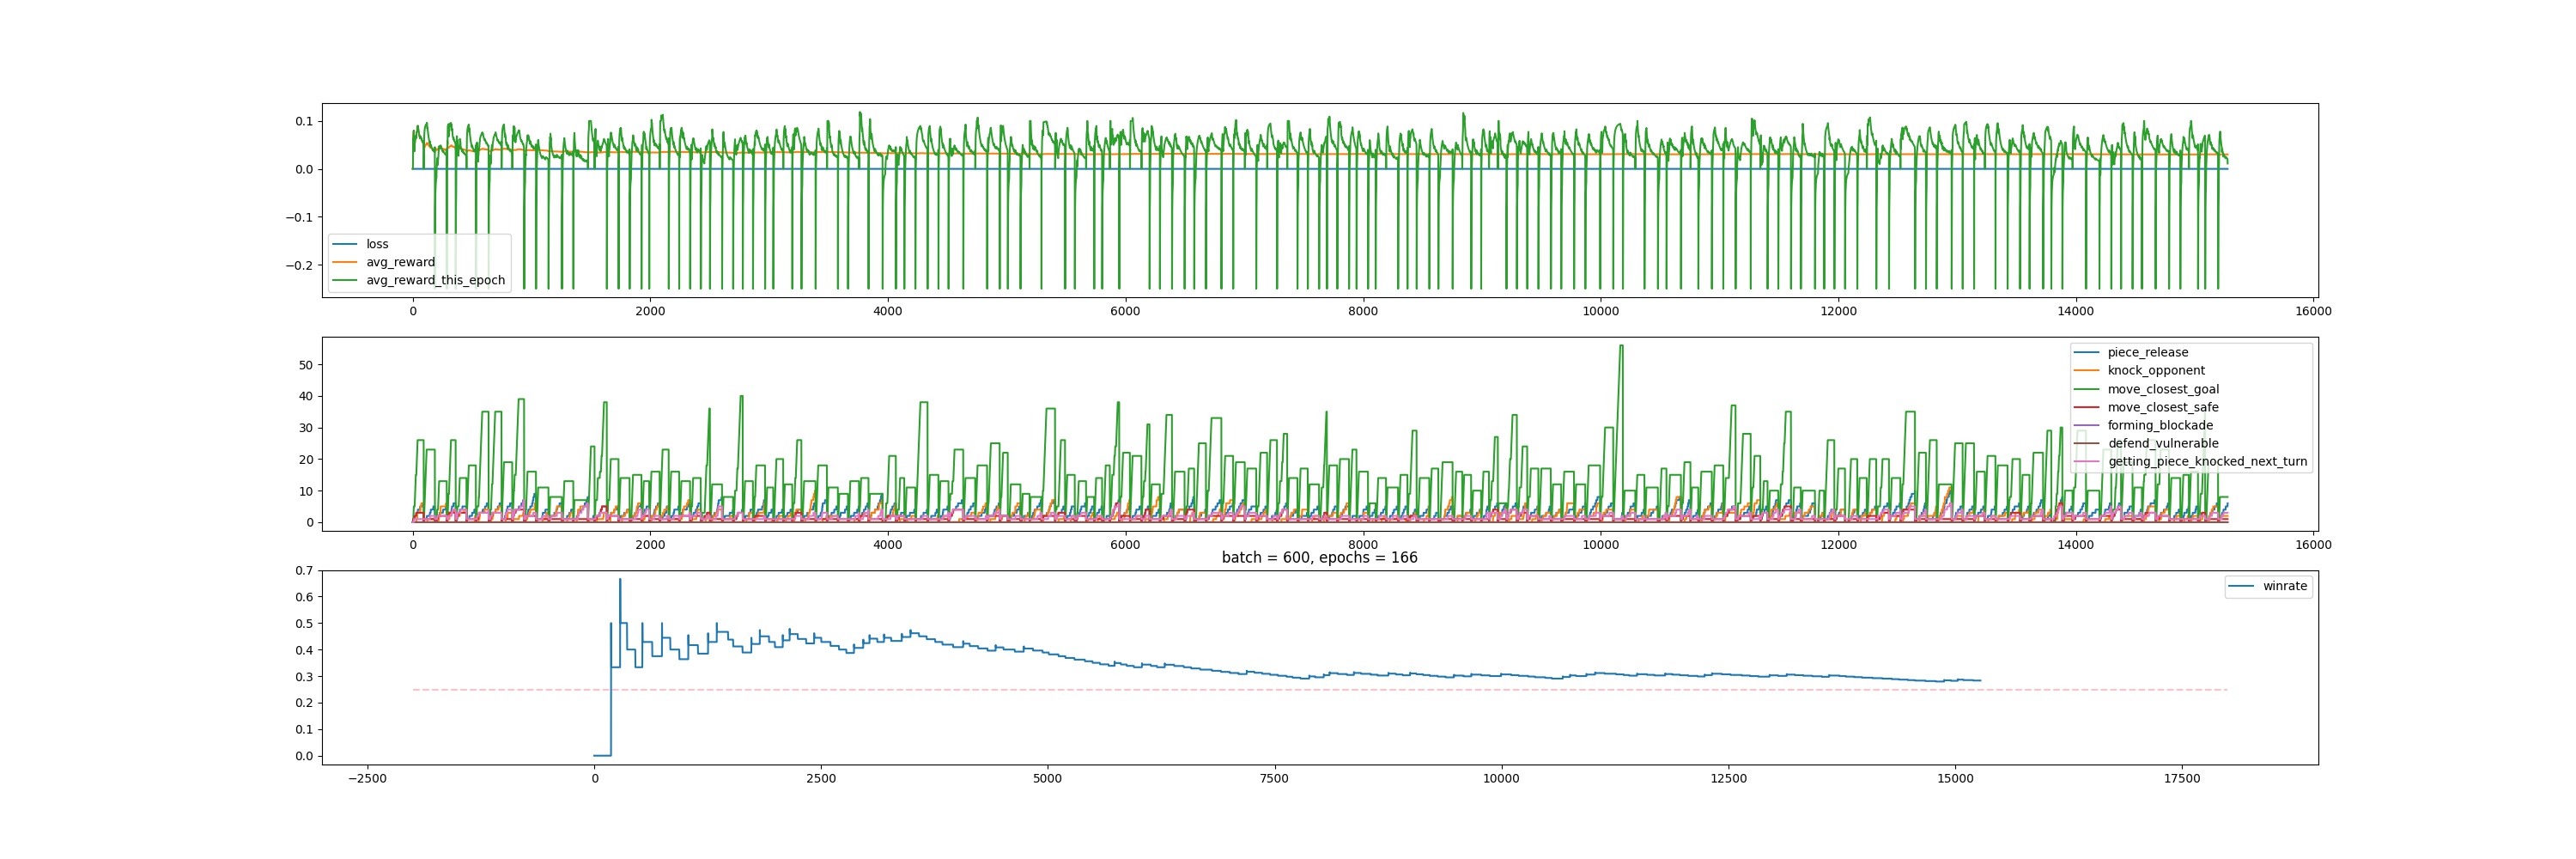 0.1
0.0
−0.1
−0.2
loss
avg_reward
avg_reward_this_epoch
0 2000 4000 6000 8000 10000 12000 14000 16000
50
40
30
20
10
0
piece_release
knock_opponent
move_closest_goal
move_closest_safe
forming_blockade
defend_vulnerable
getting_piece_knocked_next_turn
0 2000 4000 6000 8000 10000 12000 14000 16000
batch = 600, epochs = 166
0.7
0.6
0.5
0.4
0.3
0.2
0.1
0.0
winrate
−2500 0 2500 5000 7500 10000 12500 15000 17500